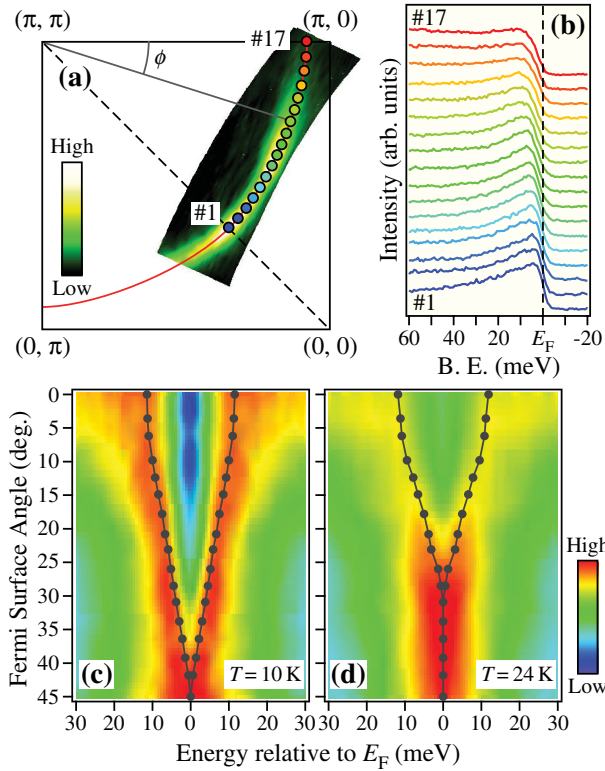 (π, π)
(π, 0)
#17
(a)
ϕ
High
Low
#1
(0, π)
(0, 0)
(b)
#17
#1
Intensity (arb. units)
60 40 20 E_F -20
B. E. (meV)
Fermi Surface Angle (deg.)
0
5
10
15
20
25
30
35
40
45
(c)
T = 10 K
30 20 10 0 10 20 30
(d)
T = 24 K
30 20 10 0 10 20 30
High
Low
Energy relative to E_F (meV)